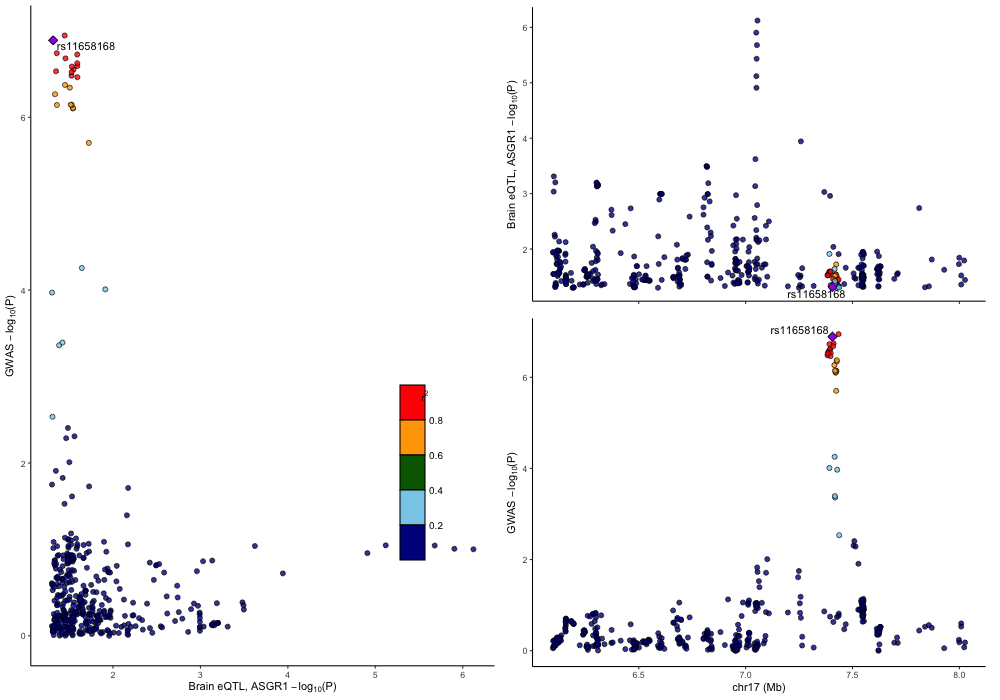 rs11658168
6
4
2
0
GWAS −log10(P)
2
3
4
5
6
Brain eQTL, ASGR1 −log10(P)
r2
0.8
0.6
0.4
0.2
6
5
4
3
2
Brain eQTL, ASGR1 −log10(P)
rs11658168
rs11658168
6
4
2
0
GWAS −log10(P)
6.5
7.0
7.5
8.0
chr17 (Mb)